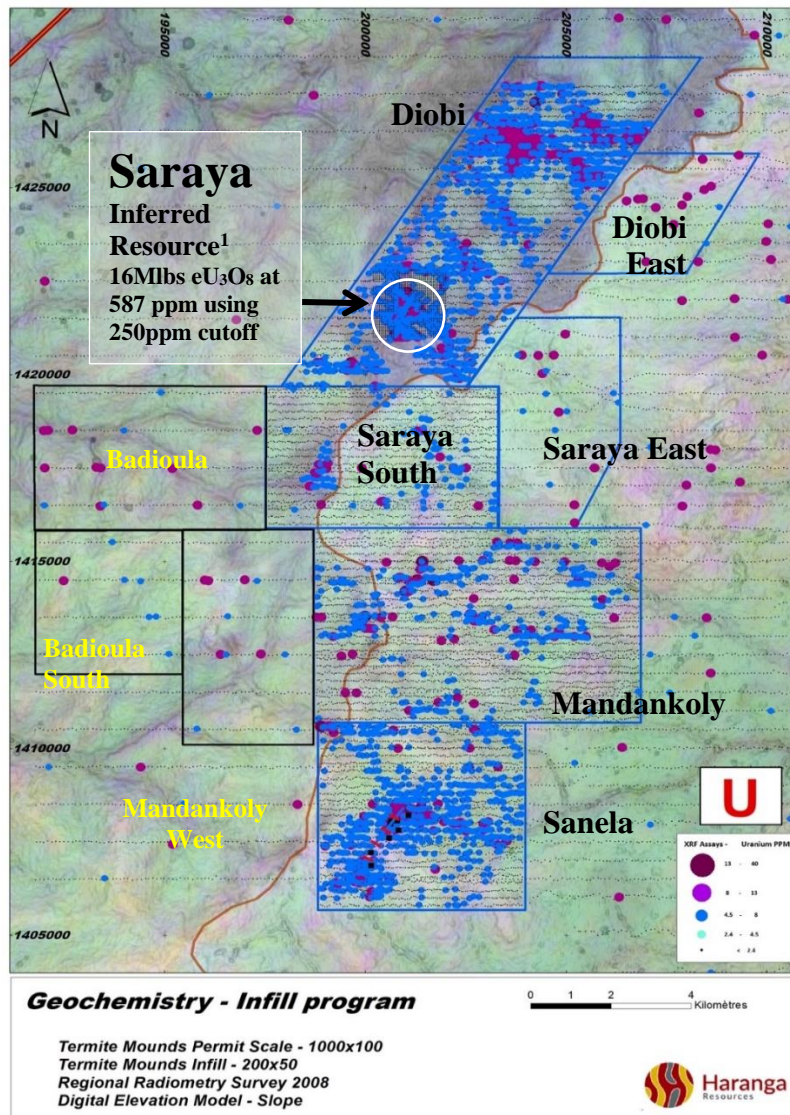 195000
200000
205000
210000
N
Diobi
Saraya
Inferred
Resource¹
16Mlbs eU₃O₈ at
587 ppm using
250ppm cutoff
1425000
Diobi
East
1420000
Badioula
Saraya
South
Saraya East
1415000
Badioula
South
Mandankoly
1410000
Mandankoly
West
Sanela
U
XRF Assays - Uranium PPM
13 - 40
8 - 13
4.5 - 8
2.4 - 4.5
< 2.4
1405000
Geochemistry - Infill program
0 1 2 4
Kilomètres
Termite Mounds Permit Scale - 1000x100
Termite Mounds Infill - 200x50
Regional Radiometry Survey 2008
Digital Elevation Model - Slope
Haranga
Resources